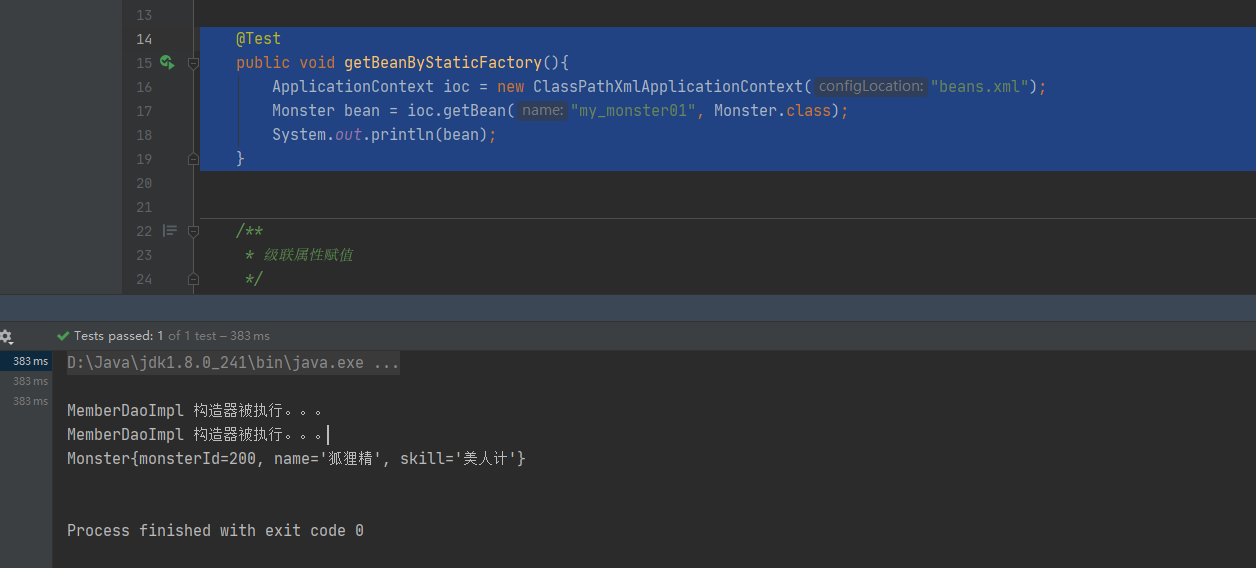 13
14 @Test
15 public void getBeanByStaticFactory(){
16 ApplicationContext ioc = new ClassPathXmlApplicationContext( configLocation: "beans.xml");
17 Monster bean = ioc.getBean( name: "my_monster01", Monster.class);
18 System.out.println(bean);
19 }
20
21
22 /**
23 * 级联属性赋值
24 */
Tests passed: 1 of 1 test – 383 ms
383 ms D:\Java\jdk1.8.0_241\bin\java.exe ...
383 ms
383 ms
MemberDaoImpl 构造器被执行。。。
MemberDaoImpl 构造器被执行。。。
Monster{monsterId=200, name='狐狸精', skill='美人计'}
Process finished with exit code 0